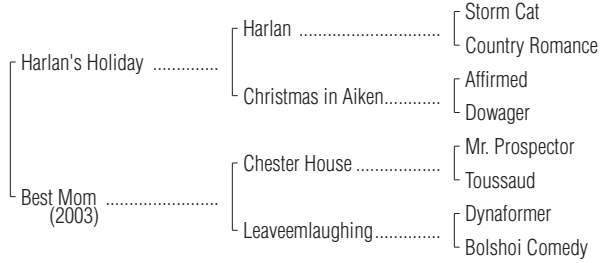 Storm Cat
Harlan ..............................
Country Romance
Harlan's Holiday ..............
Affirmed
Christmas in Aiken............
Dowager
Mr. Prospector
Chester House ..................
Toussaud
Best Mom ........................
(2003)
Dynaformer
Leaveemlaughing..............
Bolshoi Comedy